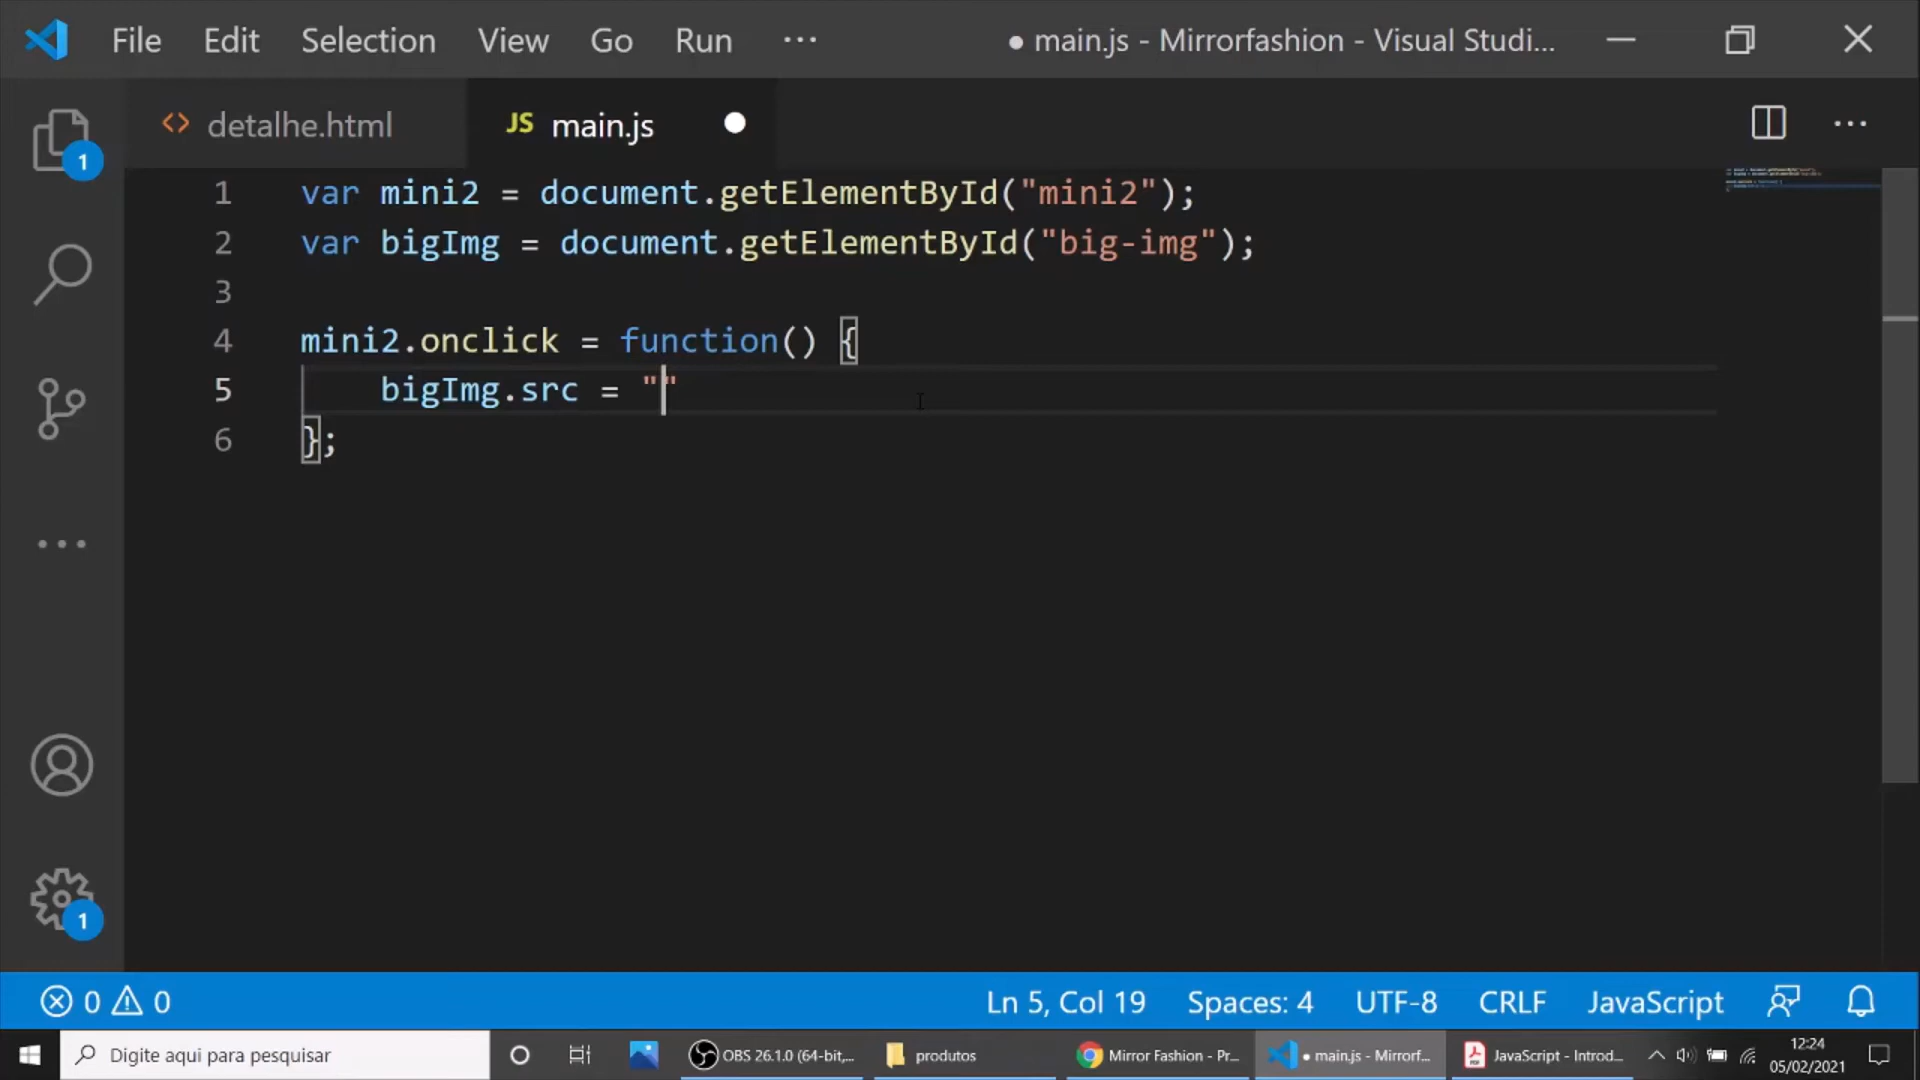 File Edit Selection View Go Run ··· ● main.js - Mirrorfashion - Visual Studi...
<> detalhe.html JS main.js ● ···
1
1 var mini2 = document.getElementById("mini2");
2 var bigImg = document.getElementById("big-img");
3
4 mini2.onclick = function() {
5 bigImg.src = ""
6 };
1
0 0 Ln 5, Col 19 Spaces: 4 UTF-8 CRLF JavaScript
Digite aqui para pesquisar OBS 26.1.0 (64-bit,... produtos Mirror Fashion - Pr... ● main.js - Mirrorf... JavaScript - Introd... 12:24
05/02/2021